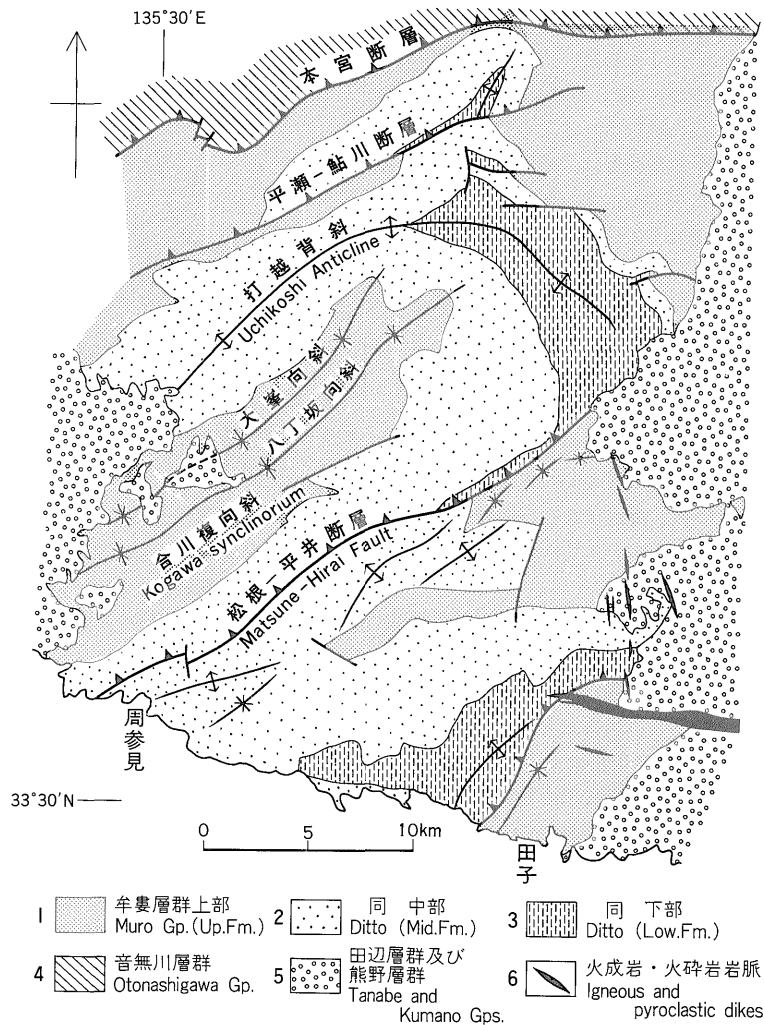 135°30'E
本宮断層
平瀬－鮎川断層
打越背斜
Uchikoshi Anticline
大峯向斜
八丁坂向斜
合川複向斜
Kogawa synclinorium
松根－平井断層
Matsune-Hirai Fault
周参見
33°30'N
0 5 10km
田子
1 牟婁層群上部
Muro Gp.(Up.Fm.)
2 同 中部
Ditto (Mid.Fm.)
3 同 下部
Ditto (Low.Fm.)
4 音無川層群
Otonashigawa Gp.
5 田辺層群及び
熊野層群
Tanabe and
Kumano Gps.
6 火成岩・火砕岩岩脈
Igneous and
pyroclastic dikes